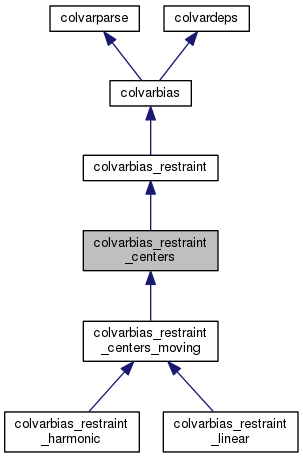 colvarparse
colvardeps
colvarbias
colvarbias_restraint
colvarbias_restraint
_centers
colvarbias_restraint
_centers_moving
colvarbias_restraint
_harmonic
colvarbias_restraint
_linear